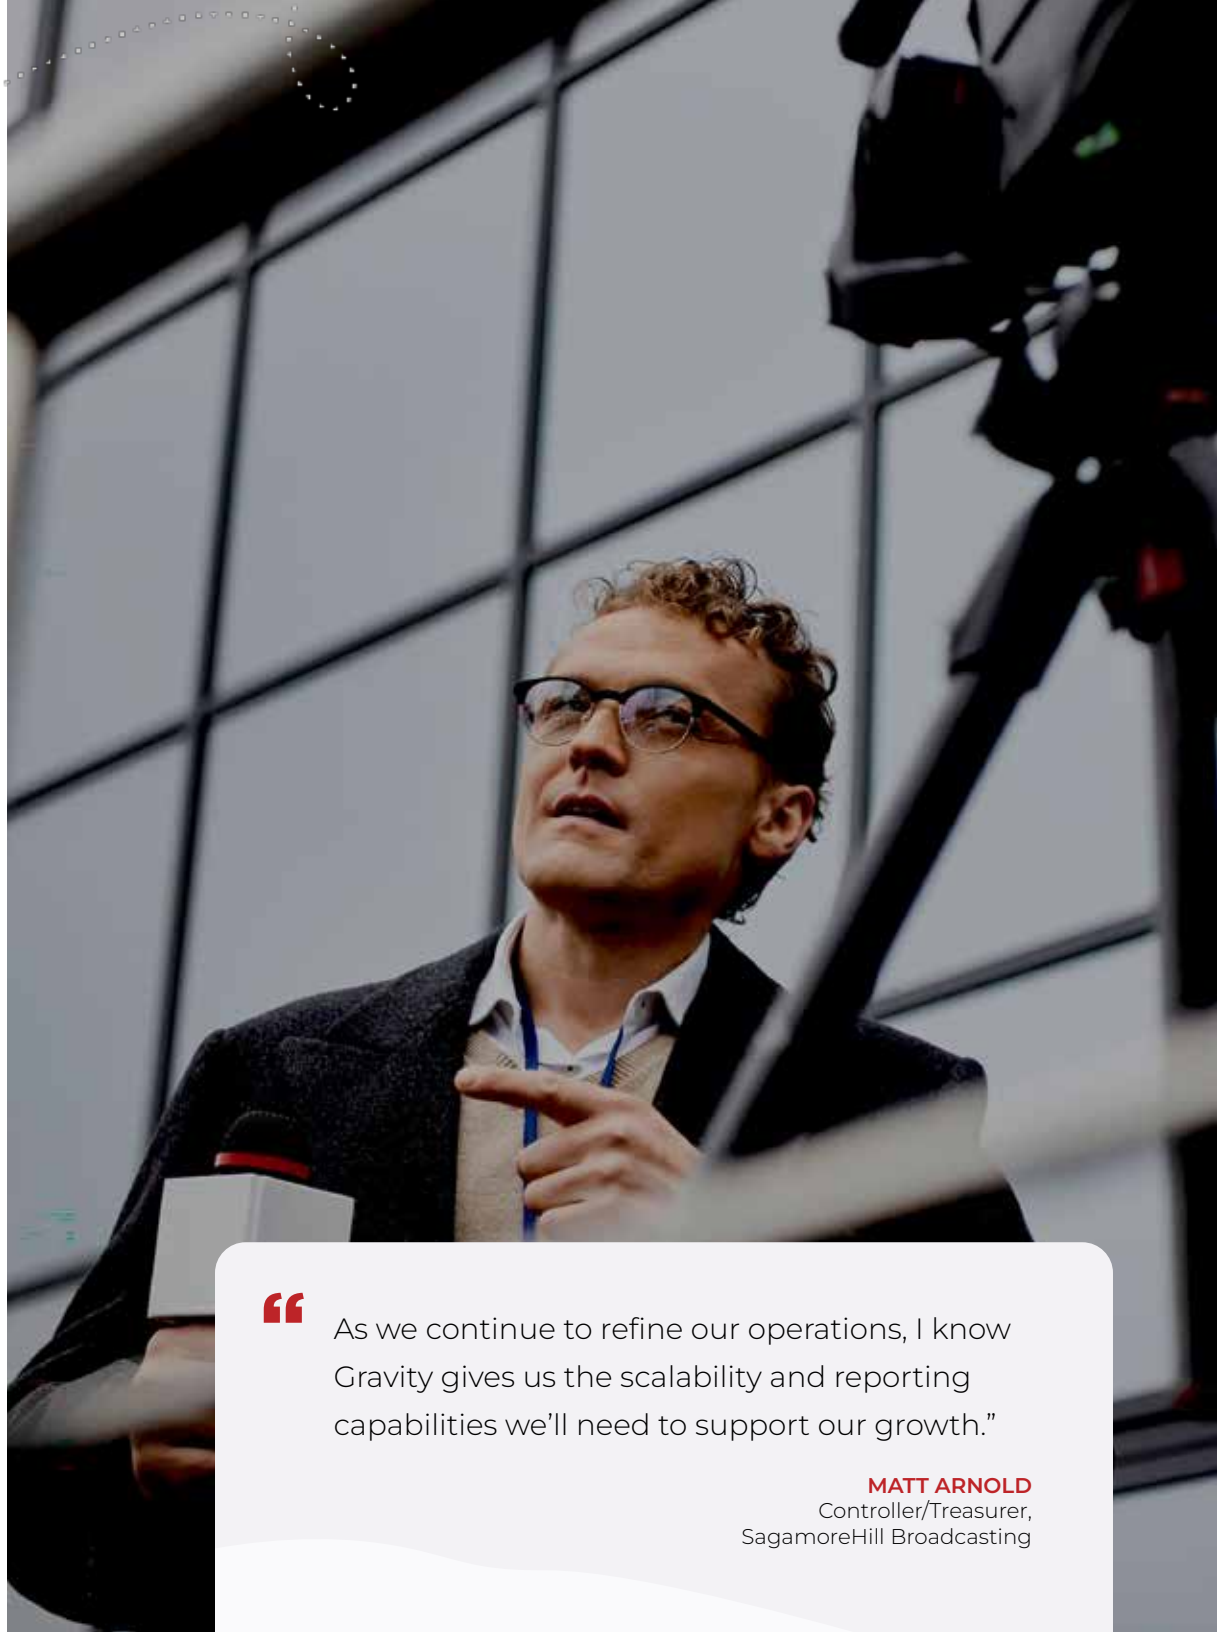 “ As we continue to refine our operations, I know
Gravity gives us the scalability and reporting
capabilities we’ll need to support our growth.”
MATT ARNOLD
Controller/Treasurer,
SagamoreHill Broadcasting